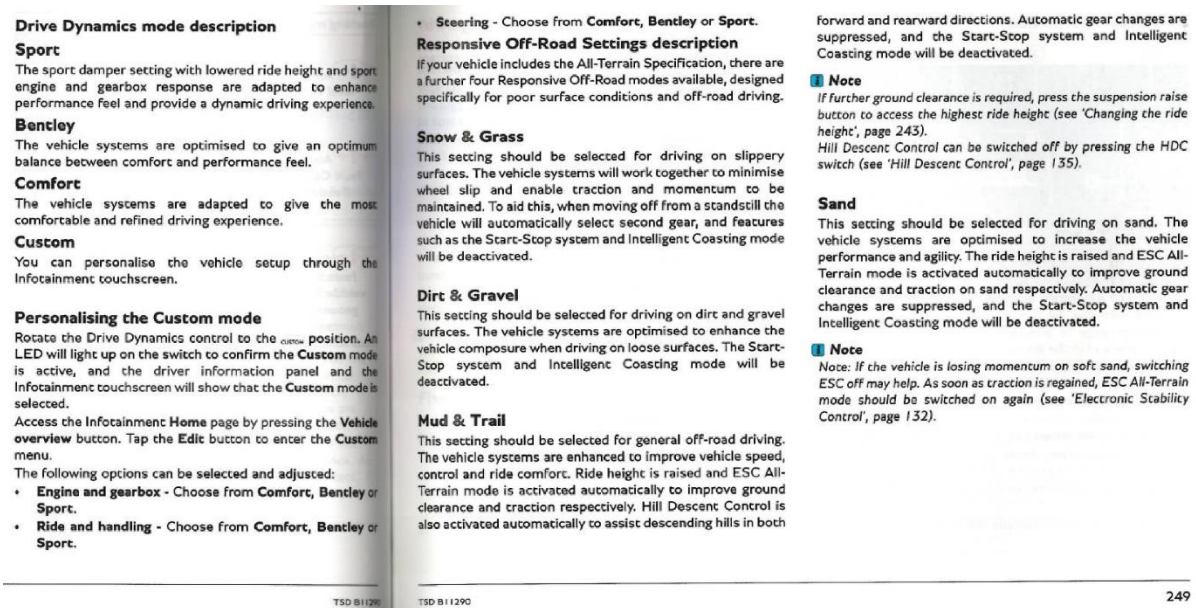 Drive Dynamics mode description
Sport
The sport damper setting with lowered ride height and sport
engine and gearbox response are adapted to enhance
performance feel and provide a dynamic driving experience.
Bentley
The vehicle systems are optimised to give an optimum
balance between comfort and performance feel.
Comfort
The vehicle systems are adapted to give the most
comfortable and refined driving experience.
Custom
You can personalise the vehicle setup through the
Infotainment touchscreen.
Personalising the Custom mode
Rotate the Drive Dynamics control to the CUSTOM position. An
LED will light up on the switch to confirm the Custom mode
is active, and the driver information panel and the
Infotainment touchscreen will show that the Custom mode is
selected.
Access the Infotainment Home page by pressing the Vehicle
overview button. Tap the Edit button to enter the Custom
menu.
The following options can be selected and adjusted:
• Engine and gearbox - Choose from Comfort, Bentley or
Sport.
• Ride and handling - Choose from Comfort, Bentley or
Sport.
TSD B11290
• Steering - Choose from Comfort, Bentley or Sport.
Responsive Off-Road Settings description
If your vehicle includes the All-Terrain Specification, there are
a further four Responsive Off-Road modes available, designed
specifically for poor surface conditions and off-road driving.
Snow & Grass
This setting should be selected for driving on slippery
surfaces. The vehicle systems will work together to minimise
wheel slip and enable traction and momentum to be
maintained. To aid this, when moving off from a standstill the
vehicle will automatically select second gear, and features
such as the Start-Stop system and Intelligent Coasting mode
will be deactivated.
Dirt & Gravel
This setting should be selected for driving on dirt and gravel
surfaces. The vehicle systems are optimised to enhance the
vehicle composure when driving on loose surfaces. The Start-
Stop system and Intelligent Coasting mode will be
deactivated.
Mud & Trail
This setting should be selected for general off-road driving.
The vehicle systems are enhanced to improve vehicle speed,
control and ride comfort. Ride height is raised and ESC All-
Terrain mode is activated automatically to improve ground
clearance and traction respectively. Hill Descent Control is
also activated automatically to assist descending hills in both
TSD B11290
forward and rearward directions. Automatic gear changes are
suppressed, and the Start-Stop system and Intelligent
Coasting mode will be deactivated.
i Note
If further ground clearance is required, press the suspension raise
button to access the highest ride height (see 'Changing the ride
height', page 243).
Hill Descent Control can be switched off by pressing the HDC
switch (see 'Hill Descent Control', page 135).
Sand
This setting should be selected for driving on sand. The
vehicle systems are optimised to increase the vehicle
performance and agility. The ride height is raised and ESC All-
Terrain mode is activated automatically to improve ground
clearance and traction on sand respectively. Automatic gear
changes are suppressed, and the Start-Stop system and
Intelligent Coasting mode will be deactivated.
i Note
Note: If the vehicle is losing momentum on soft sand, switching
ESC off may help. As soon as traction is regained, ESC All-Terrain
mode should be switched on again (see 'Electronic Stability
Control', page 132).
249